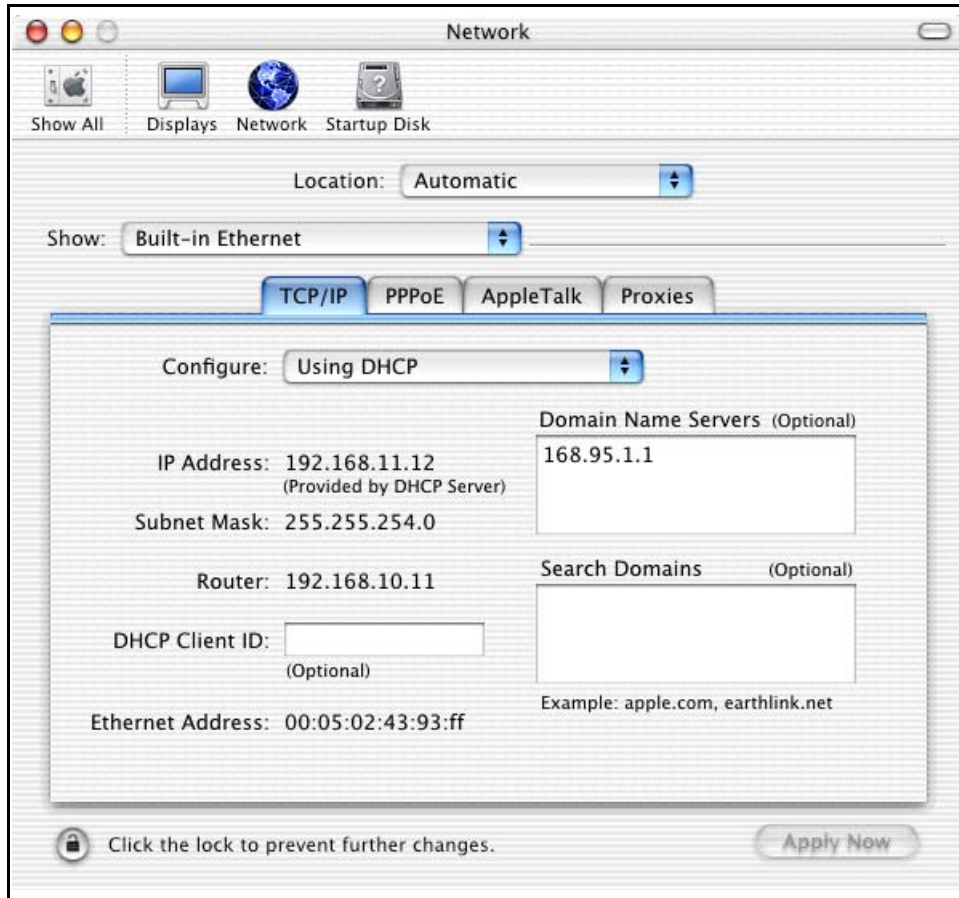 Network
Show All
Displays
Network
Startup Disk
Location: Automatic
Show: Built-in Ethernet
TCP/IP
PPPoE
AppleTalk
Proxies
Configure: Using DHCP
Domain Name Servers (Optional)
168.95.1.1
IP Address: 192.168.11.12
(Provided by DHCP Server)
Subnet Mask: 255.255.254.0
Router: 192.168.10.11
Search Domains (Optional)
DHCP Client ID:
(Optional)
Example: apple.com, earthlink.net
Ethernet Address: 00:05:02:43:93:ff
Click the lock to prevent further changes.
Apply Now